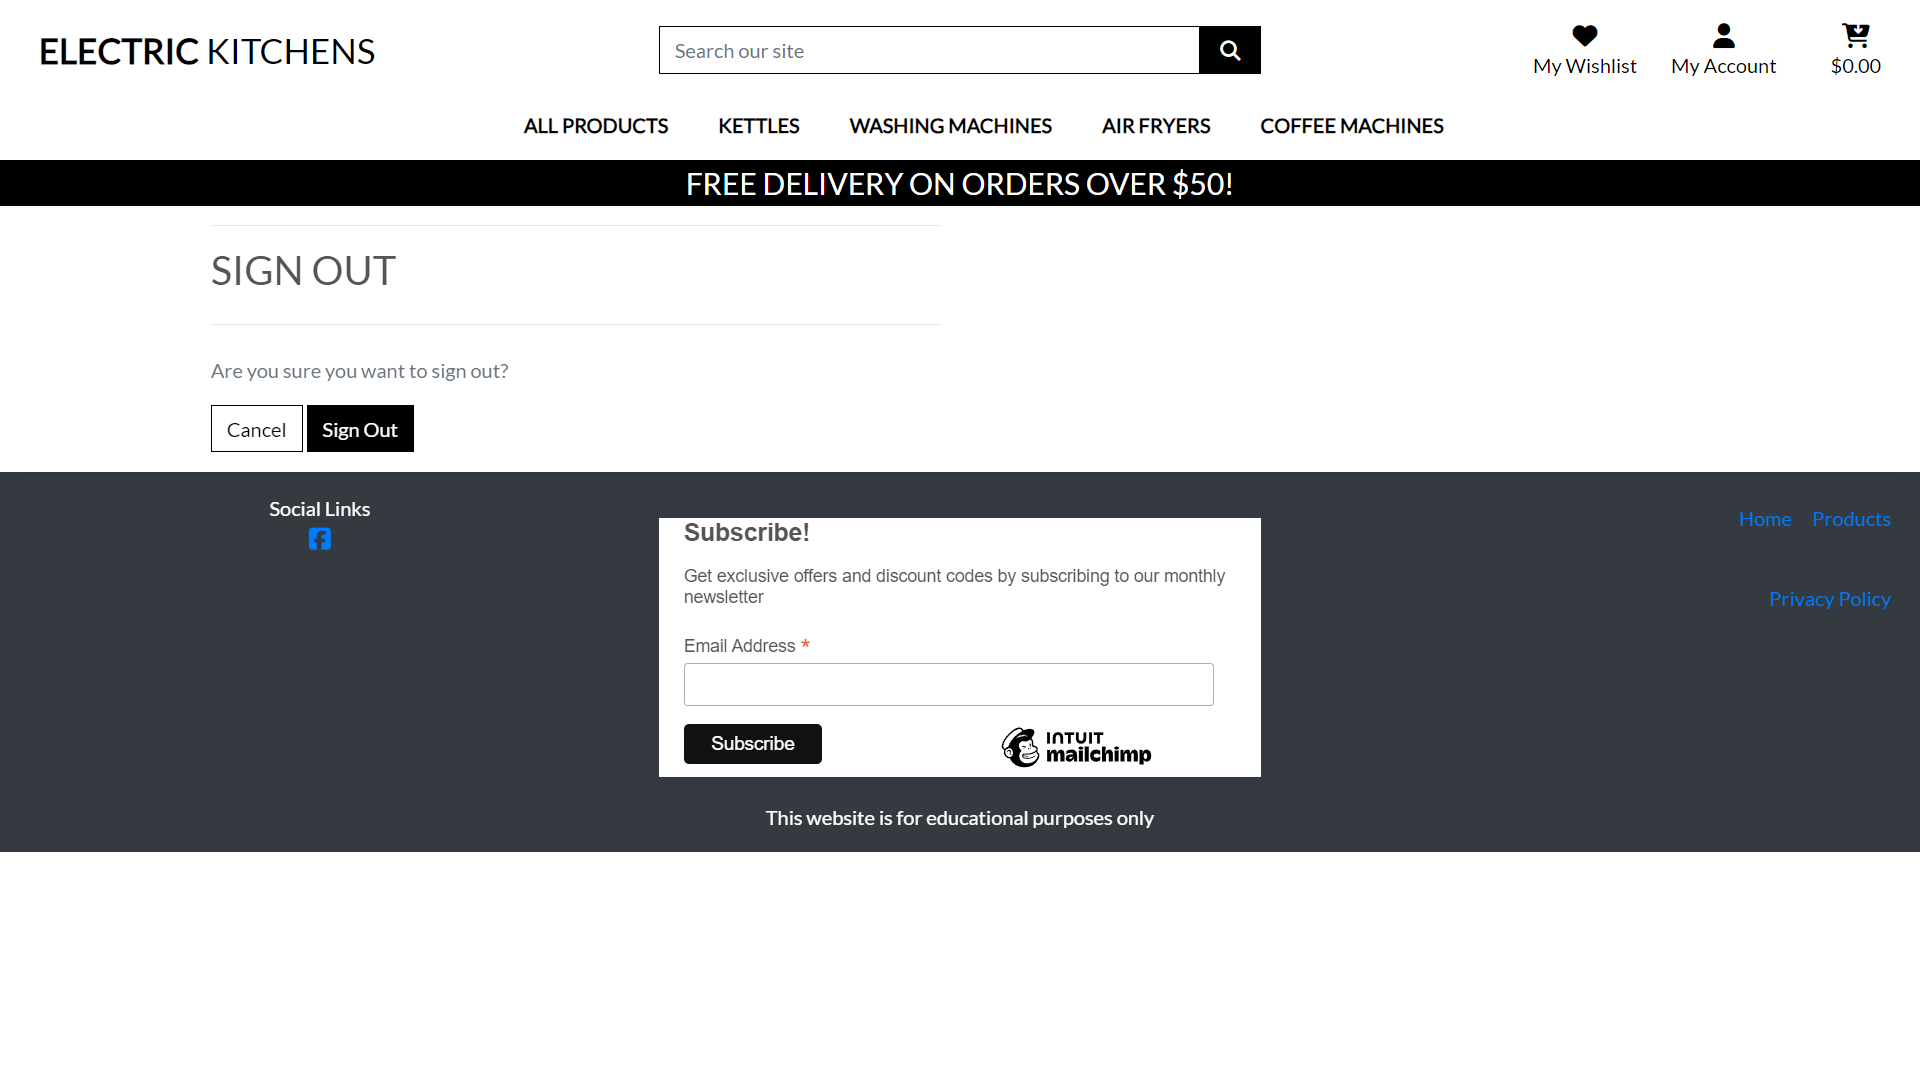 ELECTRIC KITCHENS
Search our site
My Wishlist
My Account
$0.00
ALL PRODUCTS
KETTLES
WASHING MACHINES
AIR FRYERS
COFFEE MACHINES
FREE DELIVERY ON ORDERS OVER $50!
SIGN OUT
Are you sure you want to sign out?
Cancel
Sign Out
Social Links
Subscribe!
Get exclusive offers and discount codes by subscribing to our monthly
newsletter
Email Address *
Subscribe
INTUIT
mailchimp
Home
Products
Privacy Policy
This website is for educational purposes only